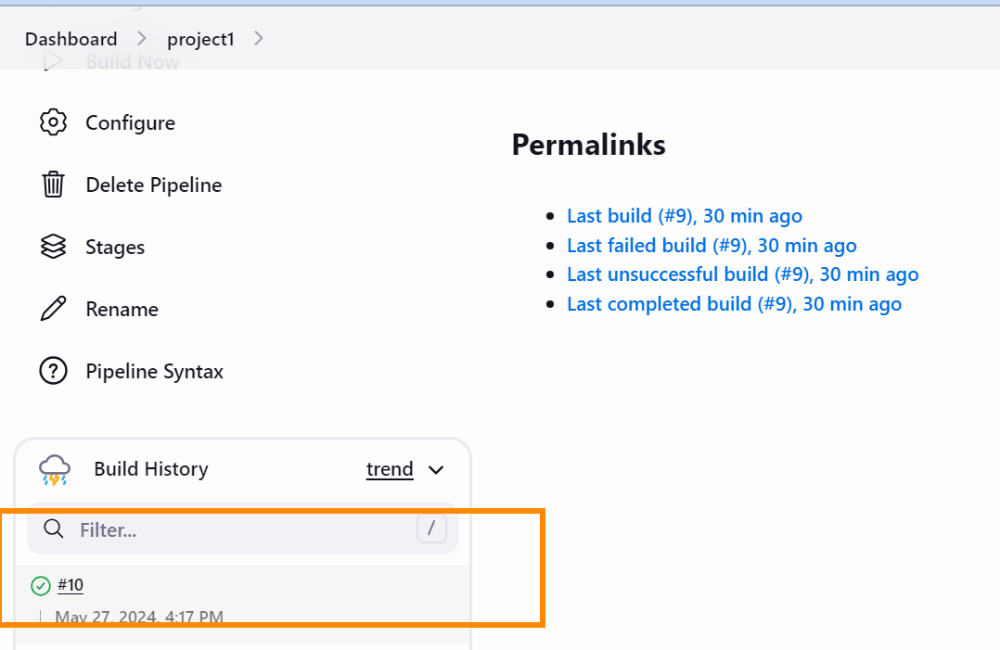 Dashboard > project1 >
Build Now
Configure
Delete Pipeline
Stages
Rename
Pipeline Syntax
Permalinks
• Last build (#9), 30 min ago
• Last failed build (#9), 30 min ago
• Last unsuccessful build (#9), 30 min ago
• Last completed build (#9), 30 min ago
Build History trend
Filter... /
#10
May 27, 2024, 4:17 PM